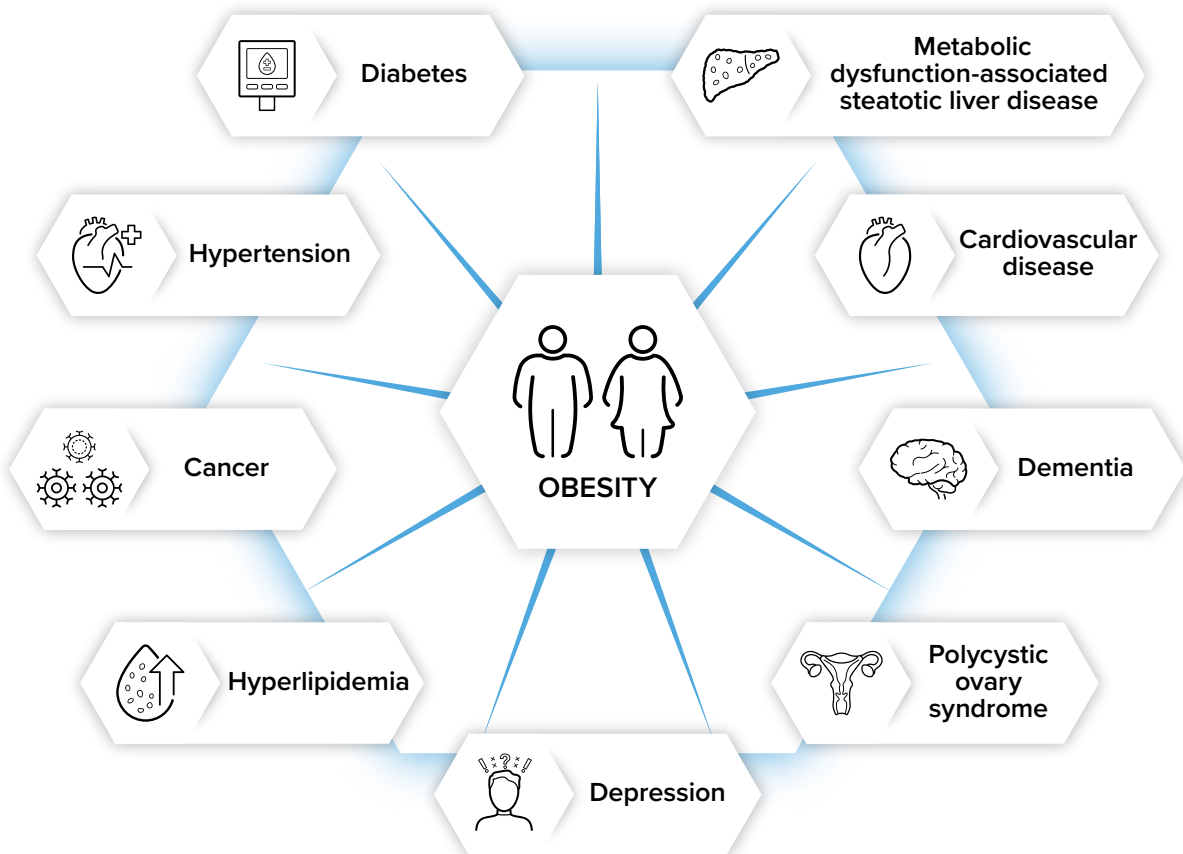 Diabetes
Metabolic
dysfunction-associated
steatotic liver disease
Hypertension
Cardiovascular
disease
Cancer
OBESITY
Dementia
Hyperlipidemia
Polycystic
ovary
syndrome
Depression